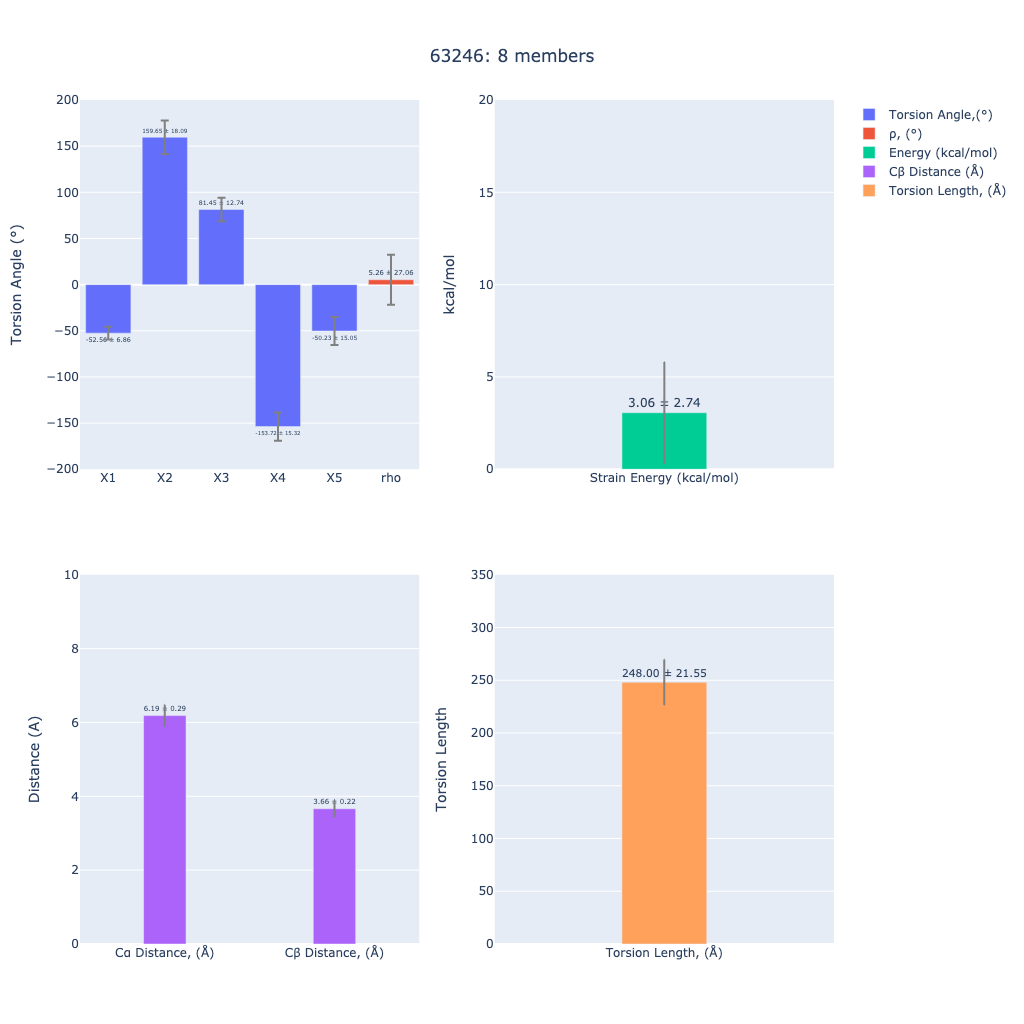 63246: 8 members
Torsion Angle (°)
200
150
100
50
0
−50
−100
−150
−200
159.65 ± 18.09
81.45 ± 12.74
5.26 ± 27.06
-52.56 ± 6.86
-50.23 ± 15.05
-153.72 ± 15.32
X1 X2 X3 X4 X5 rho
kcal/mol
20
15
10
5
0
3.06 ± 2.74
Strain Energy (kcal/mol)
Torsion Angle,(°)
ρ, (°)
Energy (kcal/mol)
Cβ Distance (Å)
Torsion Length, (Å)
Distance (A)
10
8
6
4
2
0
6.19 ± 0.29
3.66 ± 0.22
Cα Distance, (Å) Cβ Distance, (Å)
Torsion Length
350
300
250
200
150
100
50
0
248.00 ± 21.55
Torsion Length, (Å)